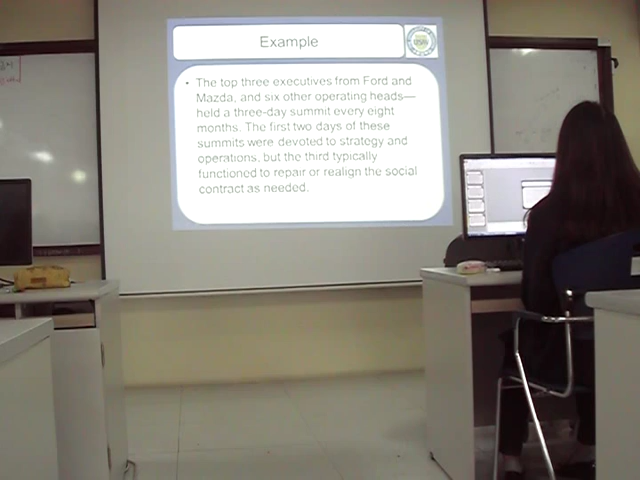 Example
• The top three executives from Ford and
Mazda, and six other operating heads—
held a three-day summit every eight
months. The first two days of these
summits were devoted to strategy and
operations, but the third typically
functioned to repair or realign the social
contract as needed.